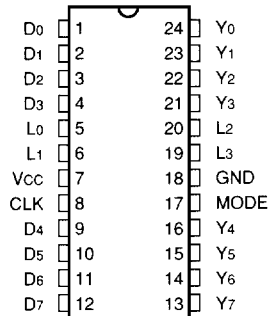 D0 1 24 Y0
D1 2 23 Y1
D2 3 22 Y2
D3 4 21 Y3
L0 5 20 L2
L1 6 19 L3
VCC 7 18 GND
CLK 8 17 MODE
D4 9 16 Y4
D5 10 15 Y5
D6 11 14 Y6
D7 12 13 Y7